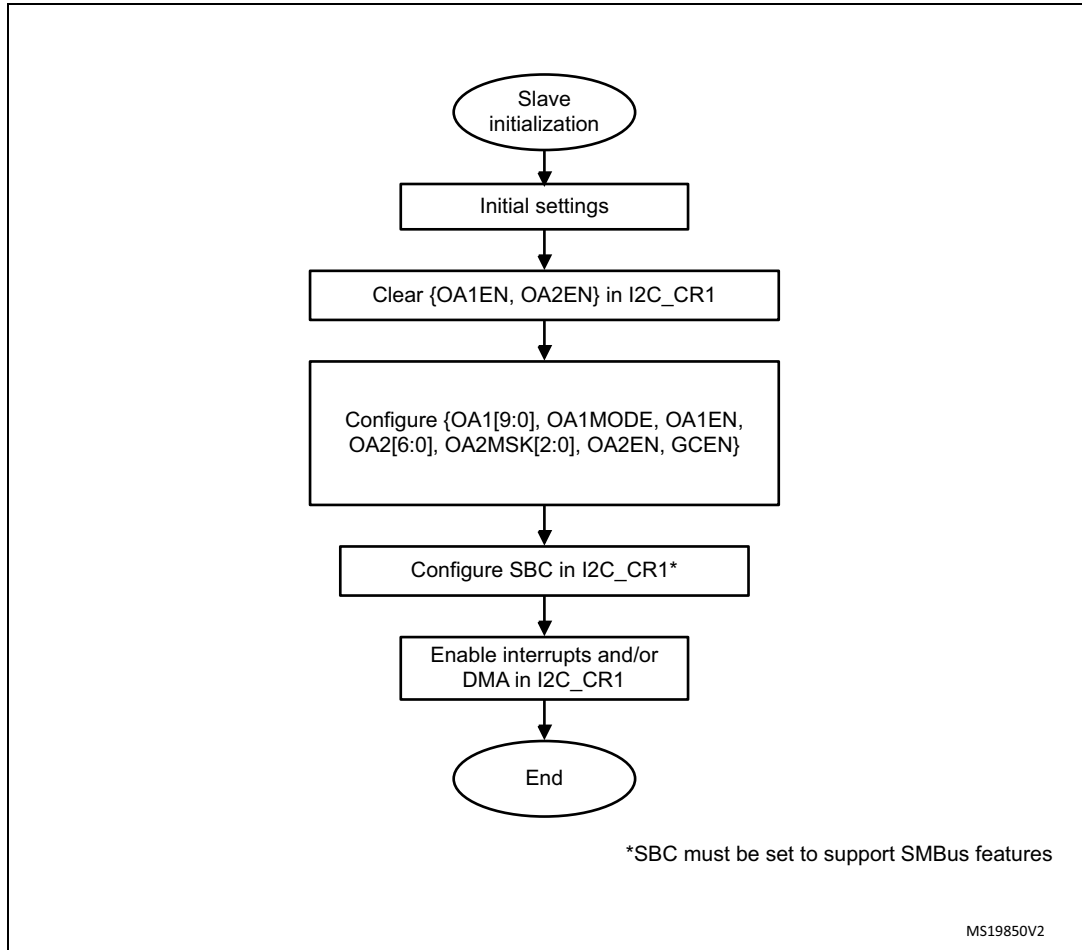 Slave
initialization
Initial settings
Clear {OA1EN, OA2EN} in I2C_CR1
Configure {OA1[9:0], OA1MODE, OA1EN,
OA2[6:0], OA2MSK[2:0], OA2EN, GCEN}
Configure SBC in I2C_CR1*
Enable interrupts and/or
DMA in I2C_CR1
End
*SBC must be set to support SMBus features
MS19850V2